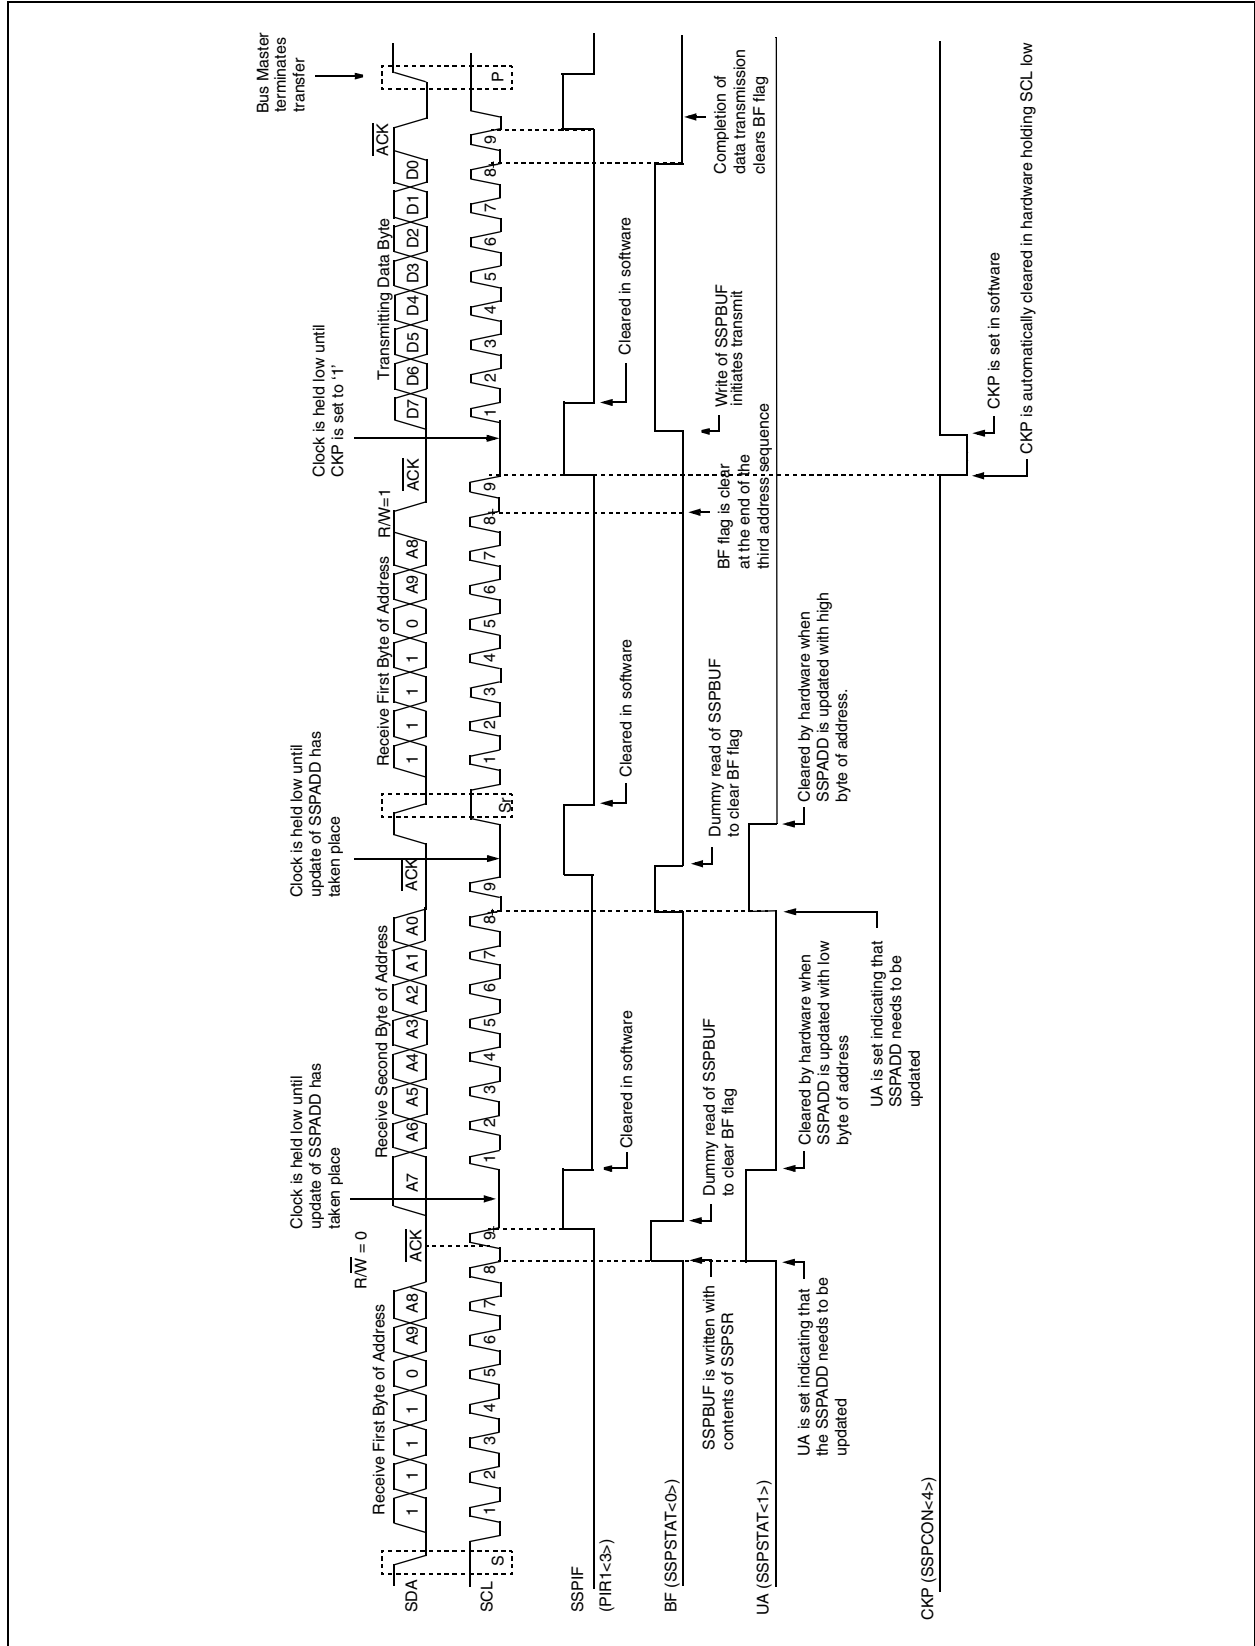 Bus Master
terminates
transfer
Clock is held low until
CKP is set to ‘1’
Clock is held low until
update of SSPADD has
taken place
Clock is held low until
update of SSPADD has
taken place
R/W = 0
R/W=1
Receive First Byte of Address
Receive Second Byte of Address
Receive First Byte of Address
Transmitting Data Byte
SDA
1 1 1 1 0 A9 A8 ACK
A7 A6 A5 A4 A3 A2 A1 A0 ACK
1 1 1 1 0 A9 A8 ACK
D7 D6 D5 D4 D3 D2 D1 D0 ACK
SCL
S 1 2 3 4 5 6 7 8 9
1 2 3 4 5 6 7 8 9
Sr 1 2 3 4 5 6 7 8 9
1 2 3 4 5 6 7 8 9 P
SSPIF
(PIR1<3>)
Cleared in software
Cleared in software
Cleared in software
BF (SSPSTAT<0>)
SSPBUF is written with
contents of SSPSR
Dummy read of SSPBUF
to clear BF flag
Dummy read of SSPBUF
to clear BF flag
BF flag is clear
at the end of the
third address sequence
Write of SSPBUF
initiates transmit
Completion of
data transmission
clears BF flag
UA (SSPSTAT<1>)
UA is set indicating that
the SSPADD needs to be
updated
Cleared by hardware when
SSPADD is updated with low
byte of address
UA is set indicating that
SSPADD needs to be
updated
Cleared by hardware when
SSPADD is updated with high
byte of address.
CKP (SSPCON<4>)
CKP is set in software
CKP is automatically cleared in hardware holding SCL low